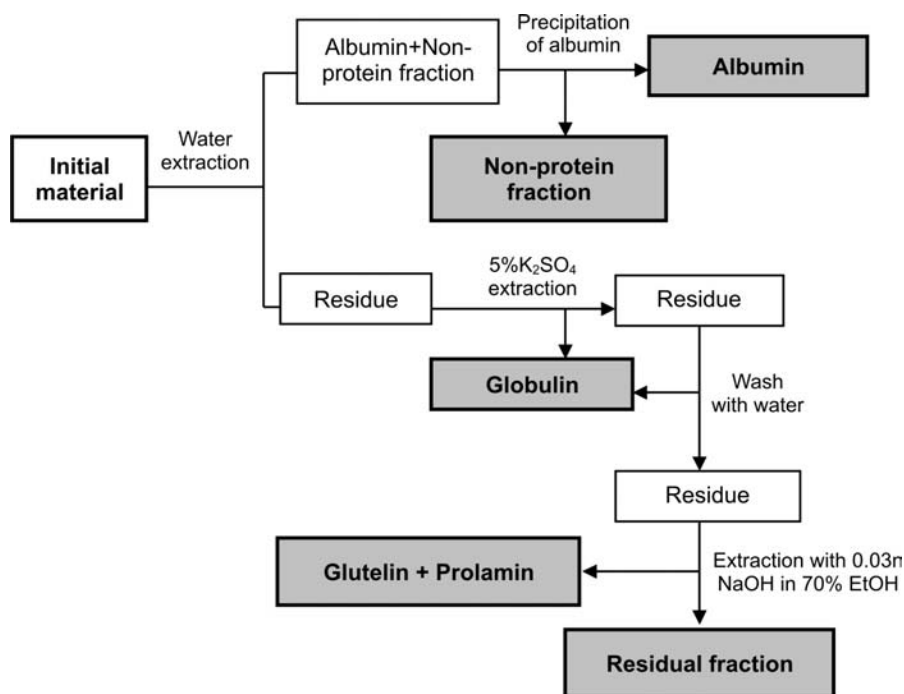 Precipitation
of albumin
Albumin+Non-
protein fraction
Albumin
Water
extraction
Initial
material
Non-protein
fraction
5%K₂SO₄
extraction
Residue
Residue
Globulin
Wash
with water
Residue
Glutelin + Prolamin
Extraction with 0.03n
NaOH in 70% EtOH
Residual fraction